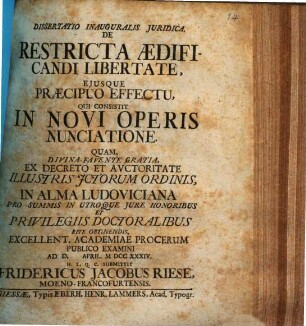 DISSERTATIO INAUGURALIS JURIDICA,
DE
RESTRICTA ÆDIFI-
CANDI LIBERTATE,
EJUSQUE
PRÆCIPUO EFFECTU,
QUI CONSISTIT
IN NOVI OPERIS
NUNCIATIONE.
QUAM,
DIVINA FAVENTE GRATIA,
EX DECRETO ET AUCTORITATE
ILLUSTRIS JCTORUM ORDINIS,
IN ALMA LUDOVICIANA
PRO SUMMIS IN UTROQUE JURE HONORIBUS
ET
PRIVILEGIIS DOCTORALIBUS
RITE OBTINENDIS,
EXCELLENT. ACADEMIAE PROCERUM
PUBLICO EXAMINI
AD D. APRIL. M DCC XXXIV.
H. L. Q. C. SUBMITTIT
FRIDERICUS JACOBUS RIESE,
MOENO-FRANCOFURTENSIS.
GIESSÆ, Typis EBERH. HENR. LAMMERS, Acad. Typogr.